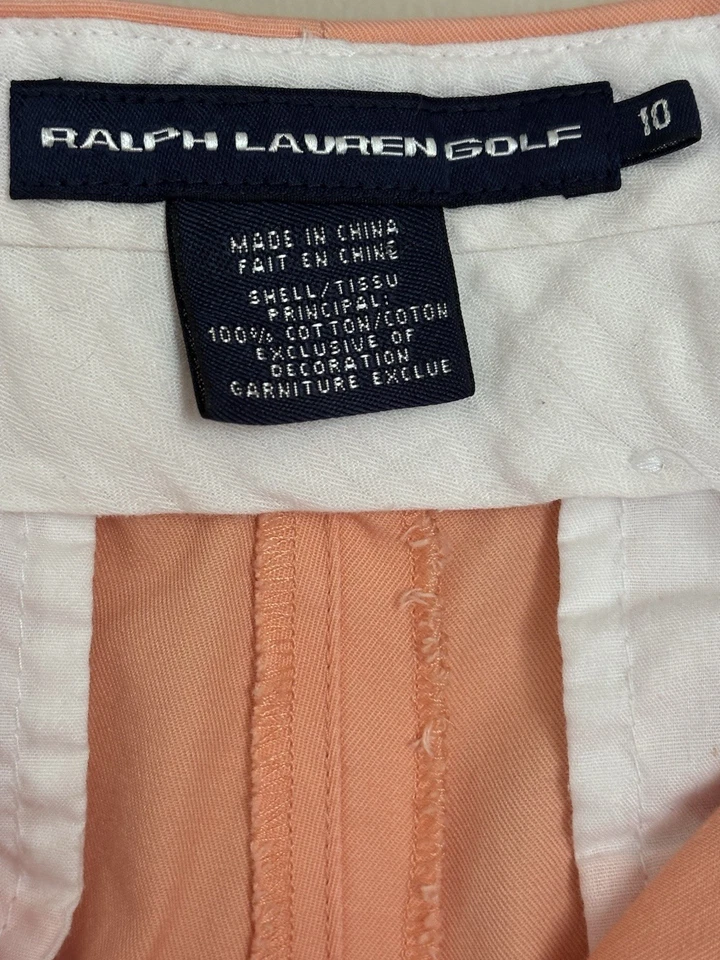 RALPH LAUREN GOLF
10
MADE IN CHINA
FAIT EN CHINE
SHELL/TISSU
PRINCIPAL:
100% COTTON/COTON
EXCLUSIVE OF
DECORATION
GARNITURE EXCLUE